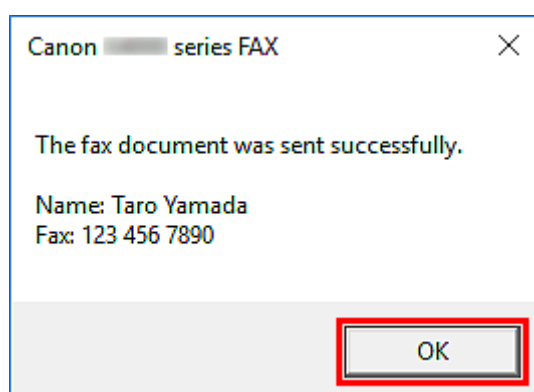 Canon series FAX
The fax document was sent successfully.
Name: Taro Yamada
Fax: 123 456 7890
OK